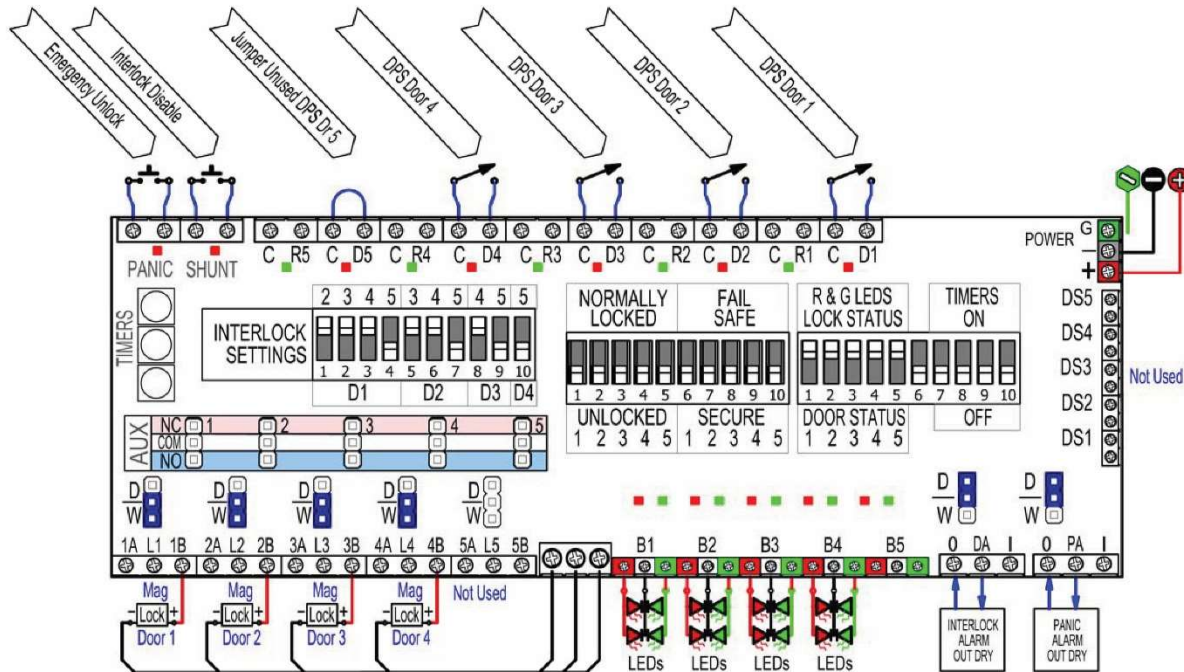 Emergency Unlock
Interlock Disable
Jumper Unused DPS Dr 5
DPS Door 4
DPS Door 3
DPS Door 2
DPS Door 1
PANIC SHUNT C R5 C D5 C R4 C D4 C R3 C D3 C R2 C D2 C R1 C D1
POWER G
−
+
TIMERS
INTERLOCK SETTINGS
2 3 4 5 3 4 5 4 5 5
1 2 3 4 5 6 7 8 9 10
D1 D2 D3 D4
NORMALLY LOCKED FAIL SAFE
1 2 3 4 5 6 7 8 9 10
UNLOCKED SECURE
1 2 3 4 5 1 2 3 4 5
R & G LEDS LOCK STATUS TIMERS ON
1 2 3 4 5 6 7 8 9 10
DOOR STATUS OFF
1 2 3 4 5
DS5
DS4
DS3
DS2
DS1
Not Used
AUX
NC 1 2 3 4 5
COM
NO
D W D W D W D W D W
D W D W
1A L1 1B 2A L2 2B 3A L3 3B 4A L4 4B 5A L5 5B
B1 B2 B3 B4 B5
O DA I O PA I
Mag Mag Mag Mag Not Used
− Lock + − Lock + − Lock + − Lock +
Door 1 Door 2 Door 3 Door 4
LEDs LEDs LEDs LEDs
INTERLOCK ALARM OUT DRY
PANIC ALARM OUT DRY